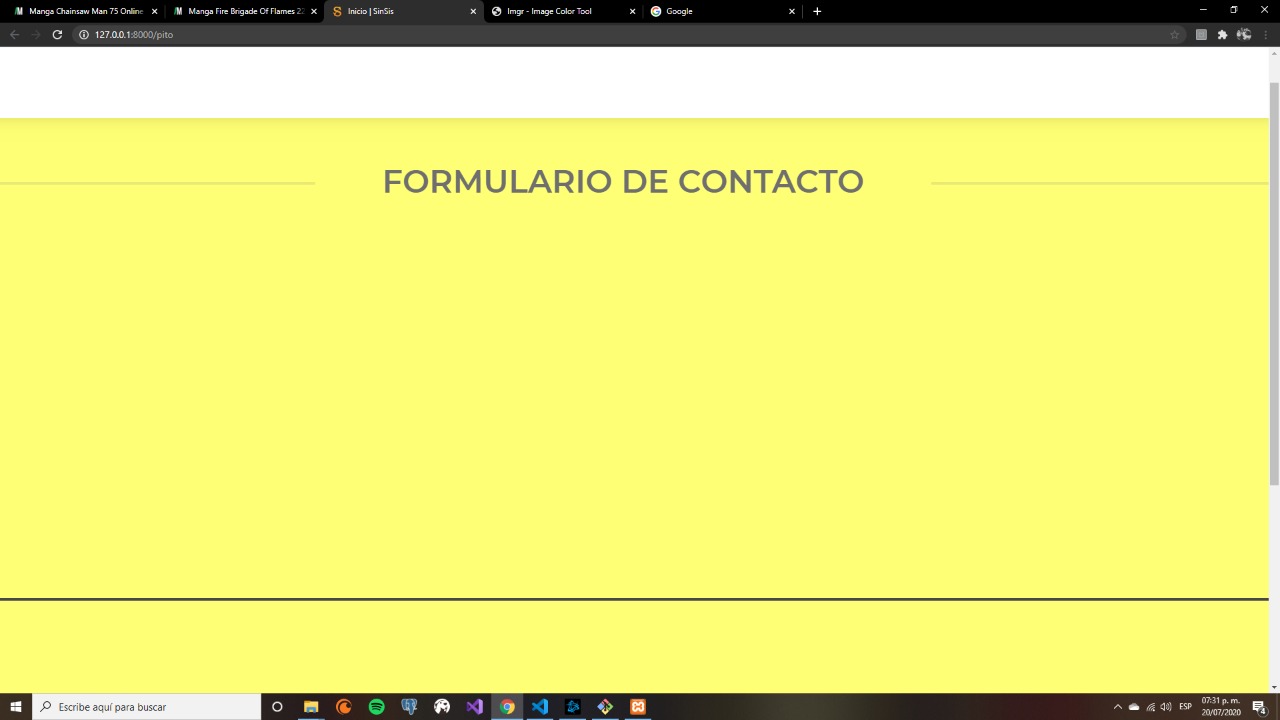 Manga Chainsaw Man 75 Online
Manga Fire Brigade Of Flames 22
Inicio | SinSis
Imgr - Image Color Tool
Google
127.0.0.1:8000/pito
FORMULARIO DE CONTACTO
Escribe aquí para buscar
ESP
07:31 p. m.
20/07/2020
4